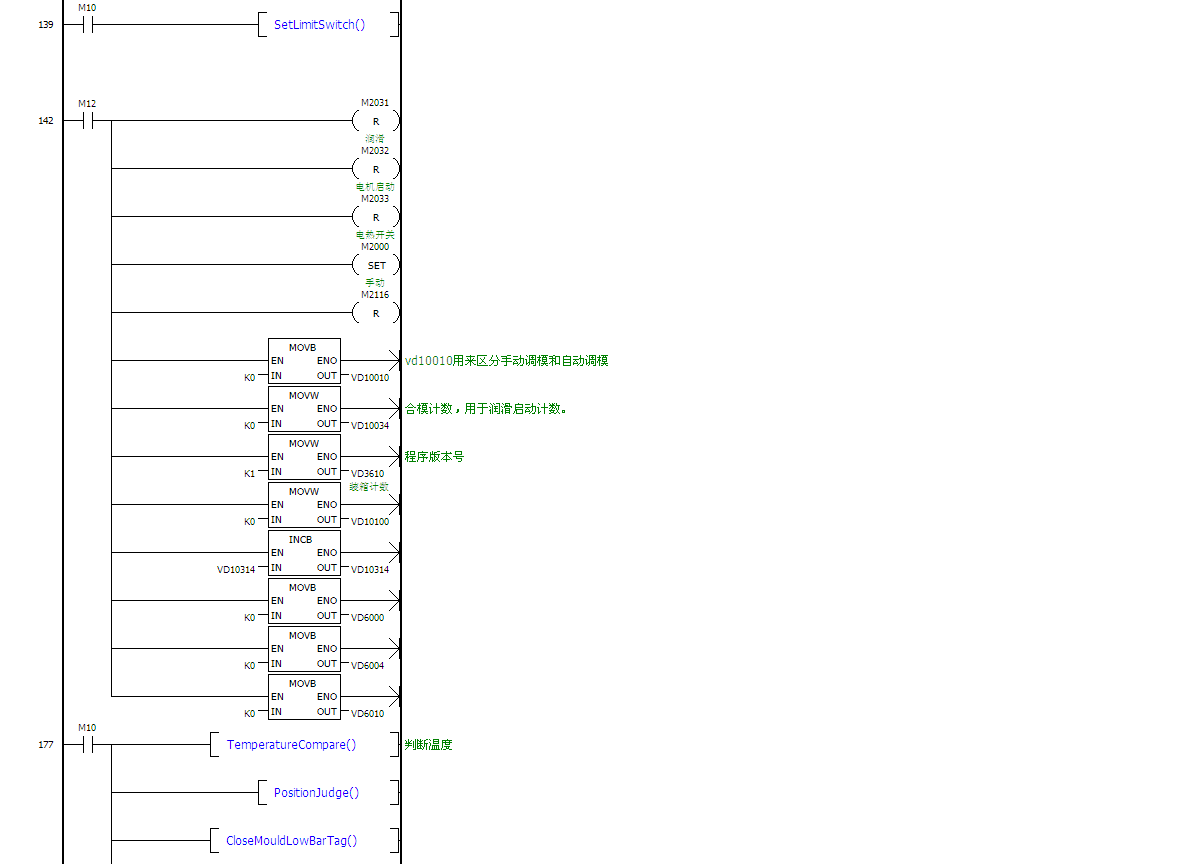 M10
139 SetLimitSwitch()
M12
M2031
142 R
润滑
M2032
R
电机启动
M2033
R
电热开关
M2000
SET
手动
M2116
R
MOVB
EN ENO vd10010用来区分手动调模和自动调模
K0 IN OUT VD10010
MOVW
EN ENO 合模计数，用于润滑启动计数。
K0 IN OUT VD10034
MOVW
EN ENO 程序版本号
K1 IN OUT VD3610
装箱计数
MOVW
EN ENO
K0 IN OUT VD10100
INCB
EN ENO
VD10314 IN OUT VD10314
MOVB
EN ENO
K0 IN OUT VD6000
MOVB
EN ENO
K0 IN OUT VD6004
MOVB
EN ENO
K0 IN OUT VD6010
M10
177 TemperatureCompare() 判断温度
PositionJudge()
CloseMouldLowBarTag()